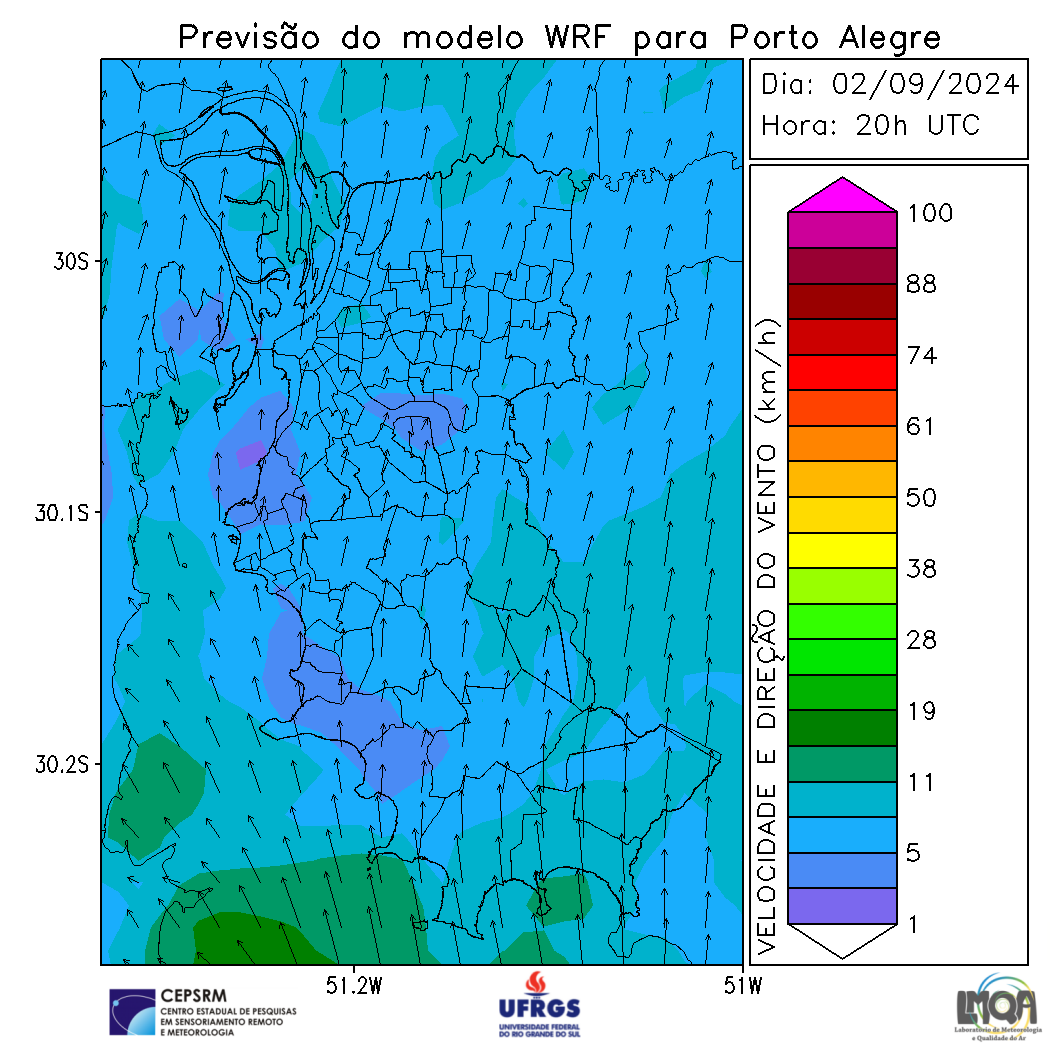 Previsão do modelo WRF para Porto Alegre
Dia: 02/09/2024
Hora: 20h UTC
30S
30.1S
30.2S
51.2W
51W
VELOCIDADE E DIREÇÃO DO VENTO (km/h)
100
88
74
61
50
38
28
19
11
5
1
CEPSRM
CENTRO ESTADUAL DE PESQUISAS
EM SENSORIAMENTO REMOTO
E METEOROLOGIA
UFRGS
UNIVERSIDADE FEDERAL
DO RIO GRANDE DO SUL
LMQA
Laboratório de Meteorologia
e Qualidade do Ar